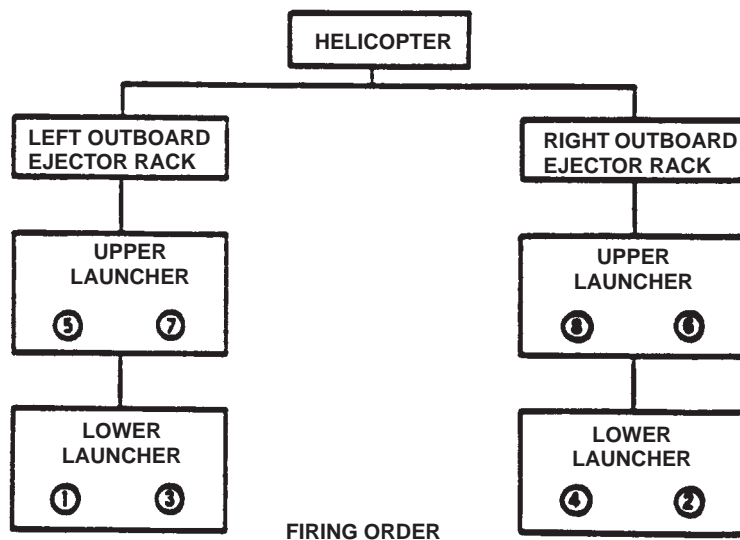 HELICOPTER
LEFT OUTBOARD
EJECTOR RACK
RIGHT OUTBOARD
EJECTOR RACK
UPPER
LAUNCHER
5 7
UPPER
LAUNCHER
8 6
LOWER
LAUNCHER
1 3
LOWER
LAUNCHER
4 2
FIRING ORDER